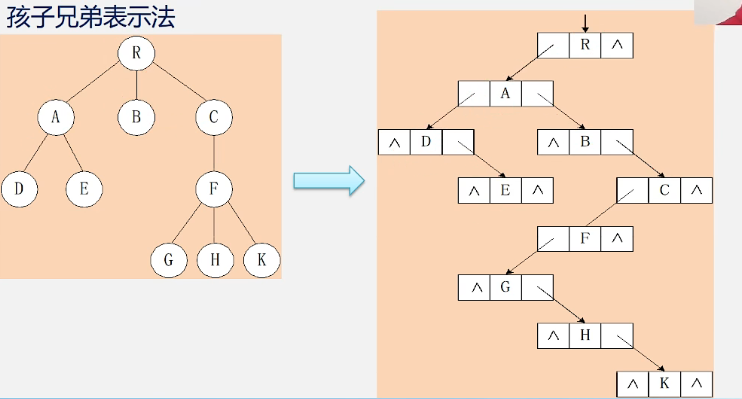 孩子兄弟表示法
R
A B C
D E F
G H K
R ∧
A
∧ D
∧ B
∧ E ∧
C ∧
F ∧
∧ G
∧ H
∧ K ∧